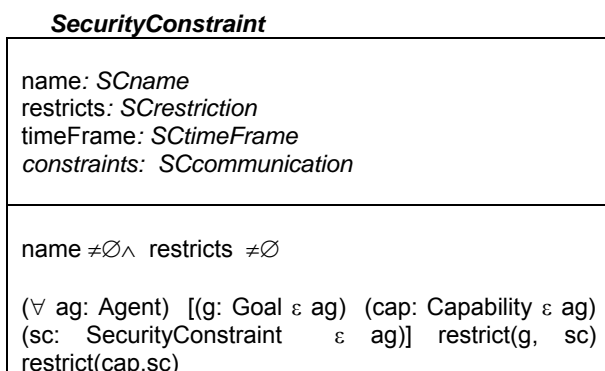 SecurityConstraint
name: SCname
restricts: SCrestriction
timeFrame: SCtimeFrame
constraints: SCcommunication
name ≠∅∧ restricts ≠∅
(∀ ag: Agent) [(g: Goal ε ag) (cap: Capability ε ag)
(sc: SecurityConstraint ε ag)] restrict(g, sc)
restrict(cap,sc)